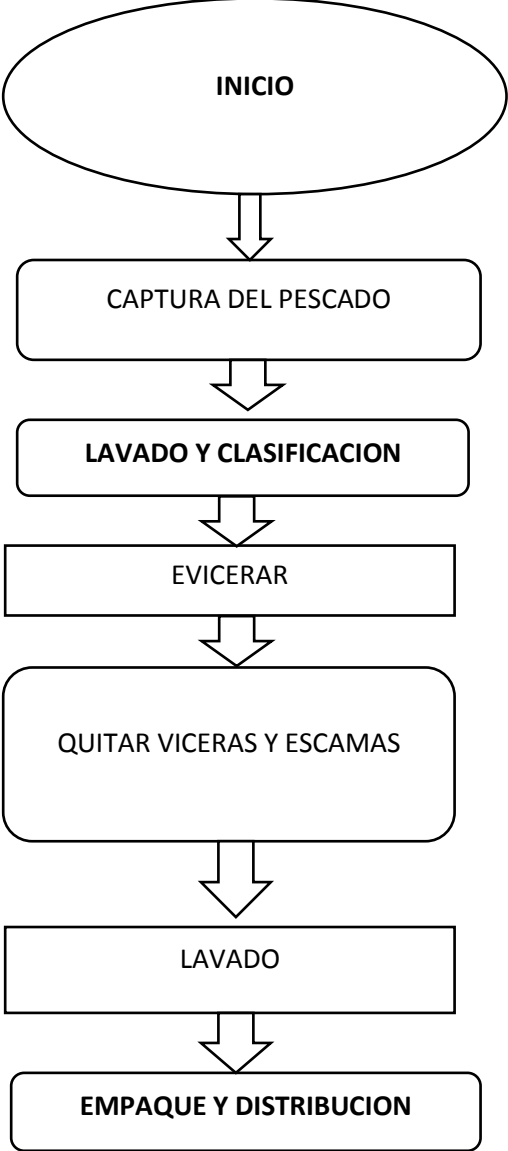 INICIO
CAPTURA DEL PESCADO
LAVADO Y CLASIFICACION
EVICERAR
QUITAR VICERAS Y ESCAMAS
LAVADO
EMPAQUE Y DISTRIBUCION